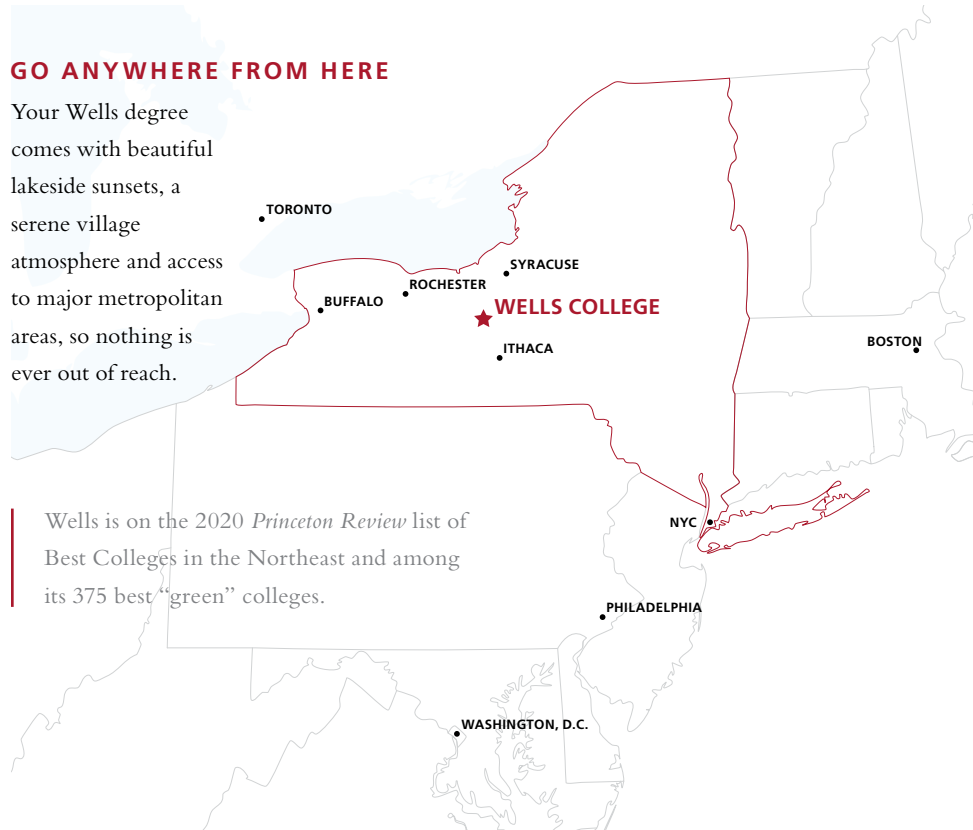 GO ANYWHERE FROM HERE
Your Wells degree
comes with beautiful
lakeside sunsets, a
serene village
atmosphere and access
to major metropolitan
areas, so nothing is
ever out of reach.
TORONTO
SYRACUSE
ROCHESTER
BUFFALO
WELLS COLLEGE
BOSTON
ITHACA
Wells is on the 2020 Princeton Review list of
Best Colleges in the Northeast and among
its 375 best “green” colleges.
NYC
PHILADELPHIA
WASHINGTON, D.C.